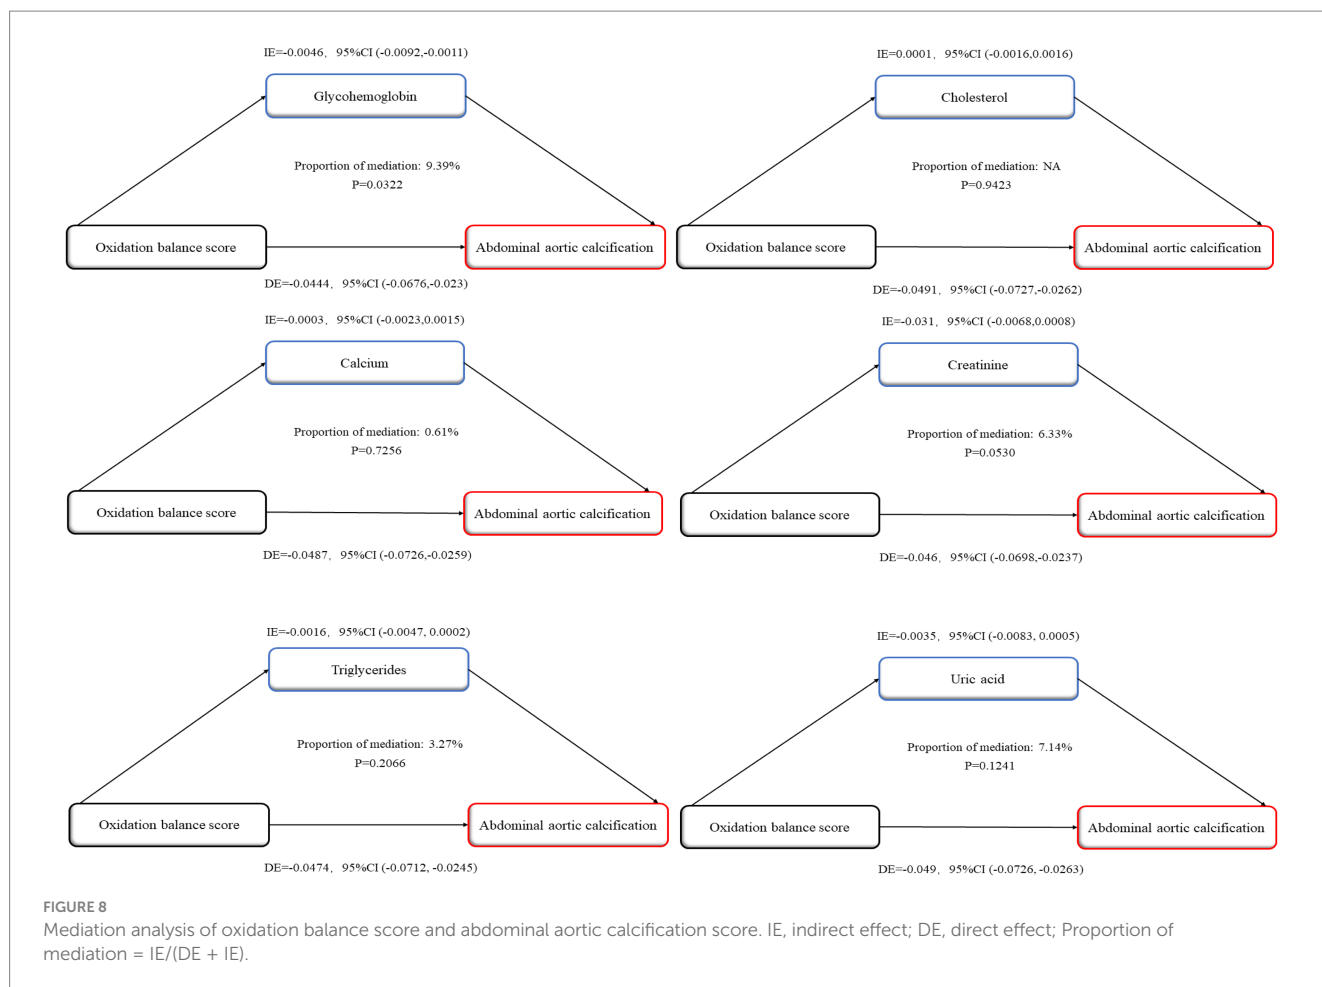 IE=-0.0046, 95%CI (-0.0092,-0.0011)
Glycohemoglobin
Proportion of mediation: 9.39%
P=0.0322
Oxidation balance score
Abdominal aortic calcification
DE=-0.0444, 95%CI (-0.0676,-0.023)
IE=0.0001, 95%CI (-0.0016,0.0016)
Cholesterol
Proportion of mediation: NA
P=0.9423
Oxidation balance score
Abdominal aortic calcification
DE=-0.0491, 95%CI (-0.0727,-0.0262)
IE=-0.0003, 95%CI (-0.0023,0.0015)
Calcium
Proportion of mediation: 0.61%
P=0.7256
Oxidation balance score
Abdominal aortic calcification
DE=-0.0487, 95%CI (-0.0726,-0.0259)
IE=-0.031, 95%CI (-0.0068,0.0008)
Creatinine
Proportion of mediation: 6.33%
P=0.0530
Oxidation balance score
Abdominal aortic calcification
DE=-0.046, 95%CI (-0.0698,-0.0237)
IE=-0.0016, 95%CI (-0.0047, 0.0002)
Triglycerides
Proportion of mediation: 3.27%
P=0.2066
Oxidation balance score
Abdominal aortic calcification
DE=-0.0474, 95%CI (-0.0712, -0.0245)
IE=-0.0035, 95%CI (-0.0083, 0.0005)
Uric acid
Proportion of mediation: 7.14%
P=0.1241
Oxidation balance score
Abdominal aortic calcification
DE=-0.049, 95%CI (-0.0726, -0.0263)
FIGURE 8
Mediation analysis of oxidation balance score and abdominal aortic calcification score. IE, indirect effect; DE, direct effect; Proportion of
mediation = IE/(DE + IE).